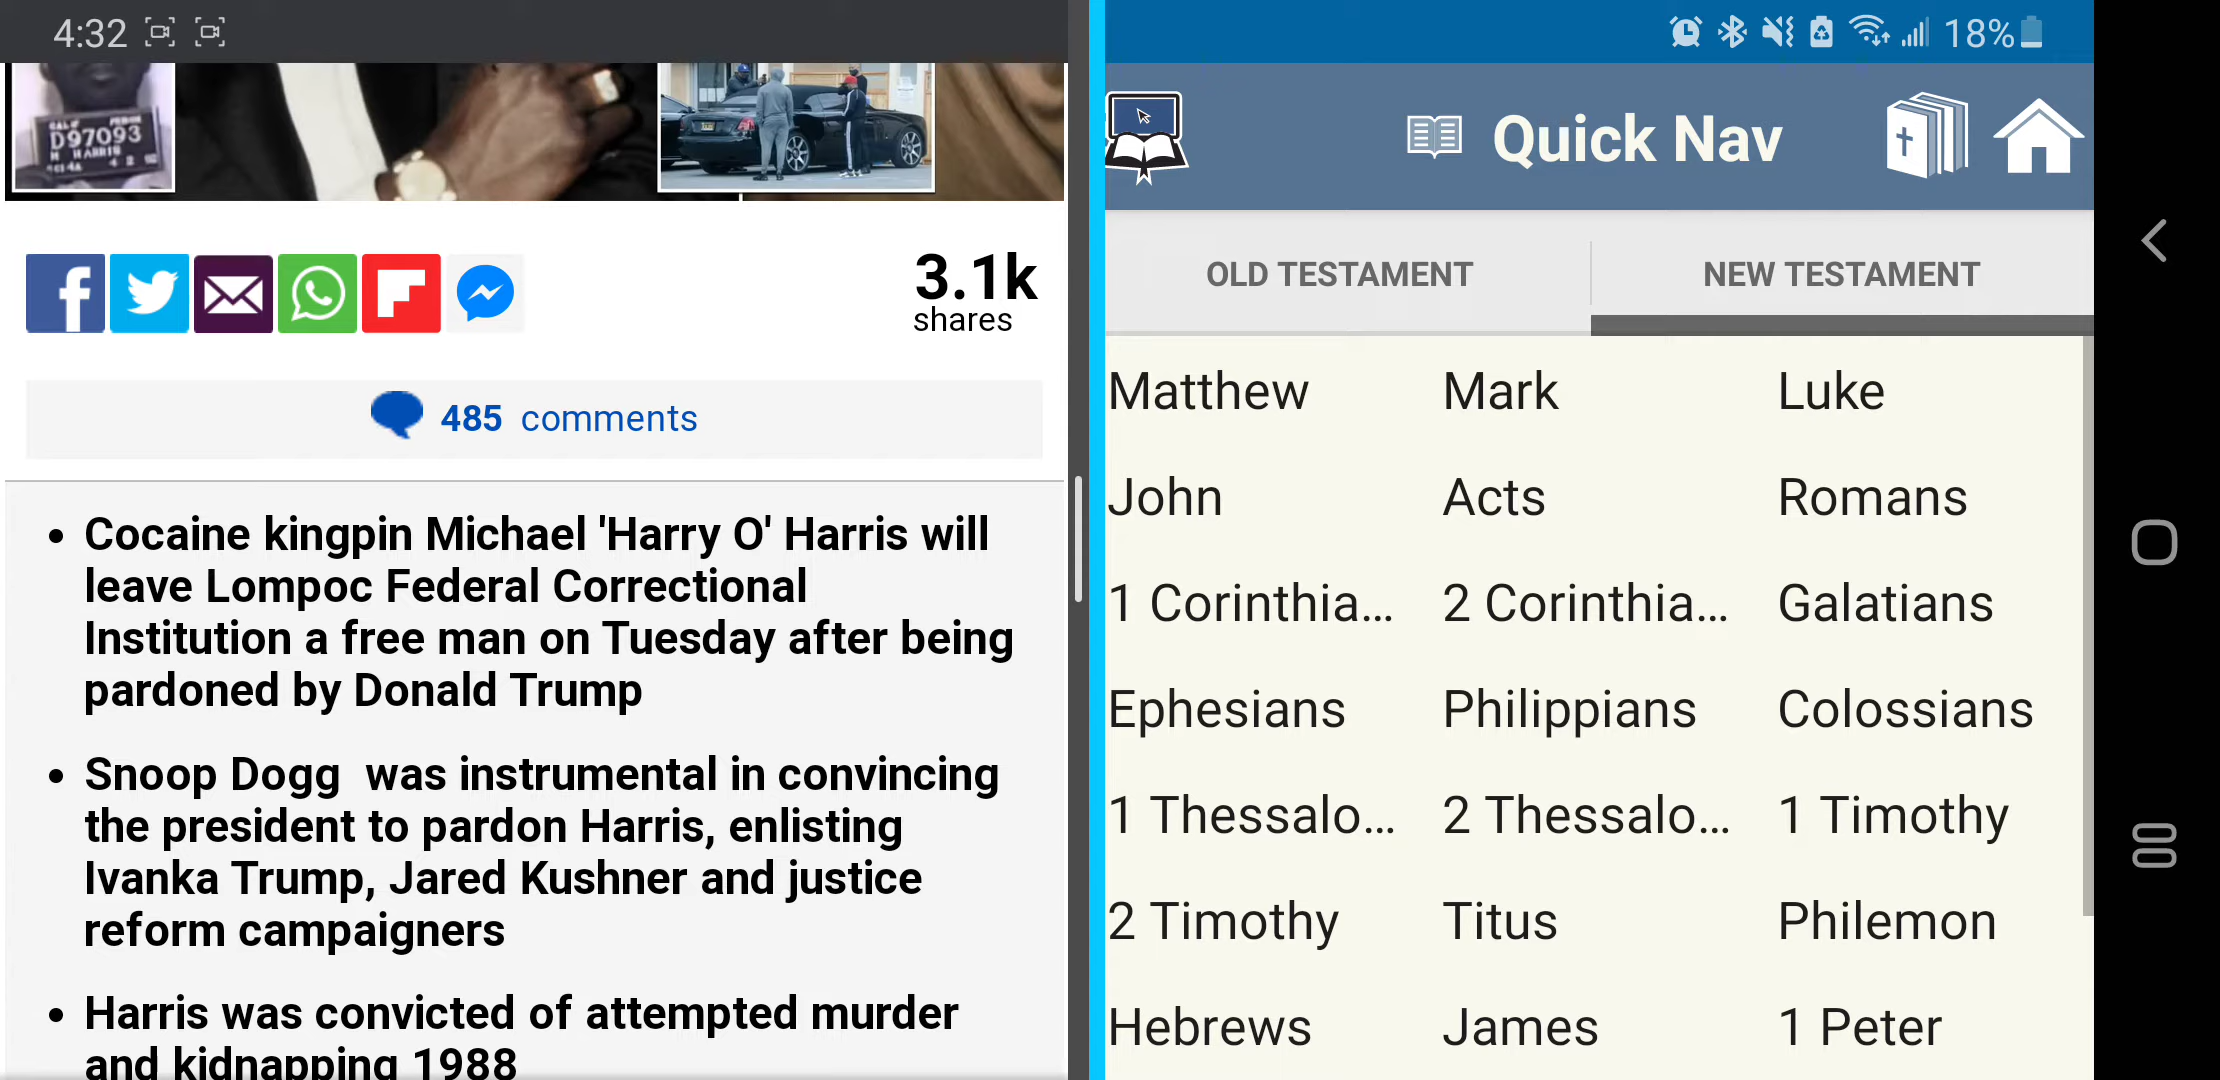 4:32
18%
D97093
3.1k
shares
485 comments
• Cocaine kingpin Michael 'Harry O' Harris will
leave Lompoc Federal Correctional
Institution a free man on Tuesday after being
pardoned by Donald Trump
• Snoop Dogg was instrumental in convincing
the president to pardon Harris, enlisting
Ivanka Trump, Jared Kushner and justice
reform campaigners
• Harris was convicted of attempted murder
and kidnapping 1988
Quick Nav
OLD TESTAMENT NEW TESTAMENT
Matthew Mark Luke
John Acts Romans
1 Corinthia... 2 Corinthia... Galatians
Ephesians Philippians Colossians
1 Thessalo... 2 Thessalo... 1 Timothy
2 Timothy Titus Philemon
Hebrews James 1 Peter